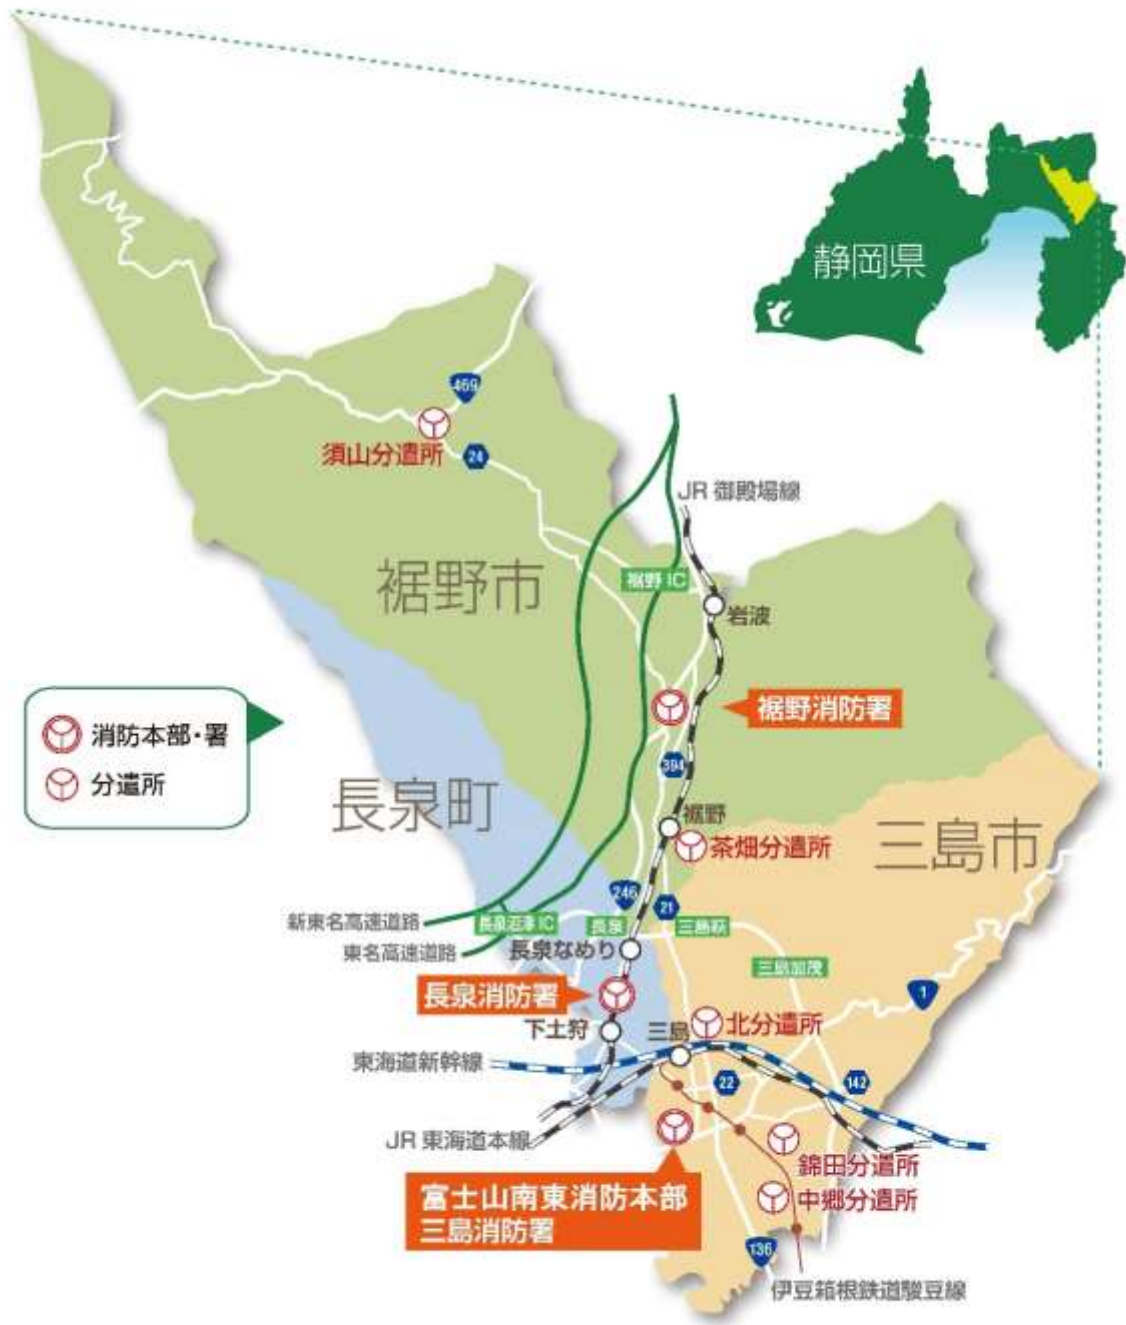 静岡県
469
須山分遣所
24
JR 御殿場線
裾野市
裾野 IC
岩波
消防本部・署
分遣所
裾野消防署
394
長泉町
裾野
茶畑分遣所
三島市
246
21
新東名高速道路
長泉沼津 IC
長泉
三島萩
東名高速道路
長泉なめり
三島加茂
長泉消防署
1
下土狩
三島
北分遣所
東海道新幹線
22
142
JR 東海道本線
錦田分遣所
富士山南東消防本部
三島消防署
中郷分遣所
136
伊豆箱根鉄道駿豆線